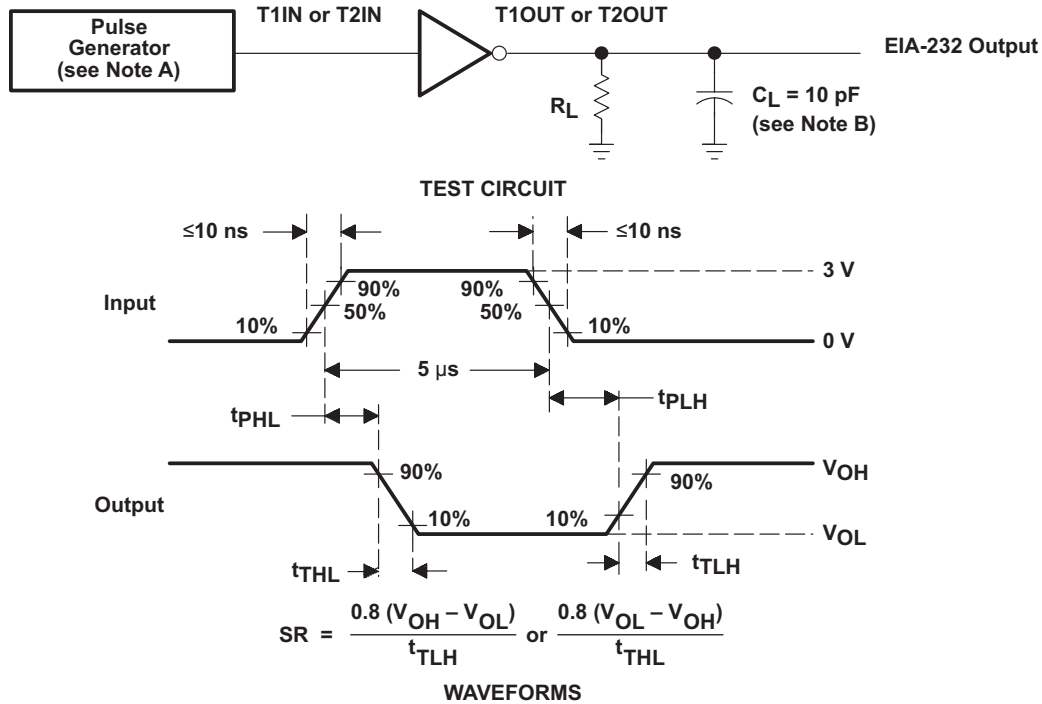 T1IN or T2IN
T1OUT or T2OUT
Pulse
Generator
(see Note A)
EIA-232 Output
RL
CL = 10 pF
(see Note B)
TEST CIRCUIT
≤10 ns
≤10 ns
3 V
90%
90%
Input
50%
50%
10%
10%
0 V
5 μs
tPHL
tPLH
VOH
90%
90%
Output
10%
10%
VOL
tTHL
tTLH
SR = 0.8 (VOH – VOL) / tTLH or 0.8 (VOL – VOH) / tTHL
WAVEFORMS